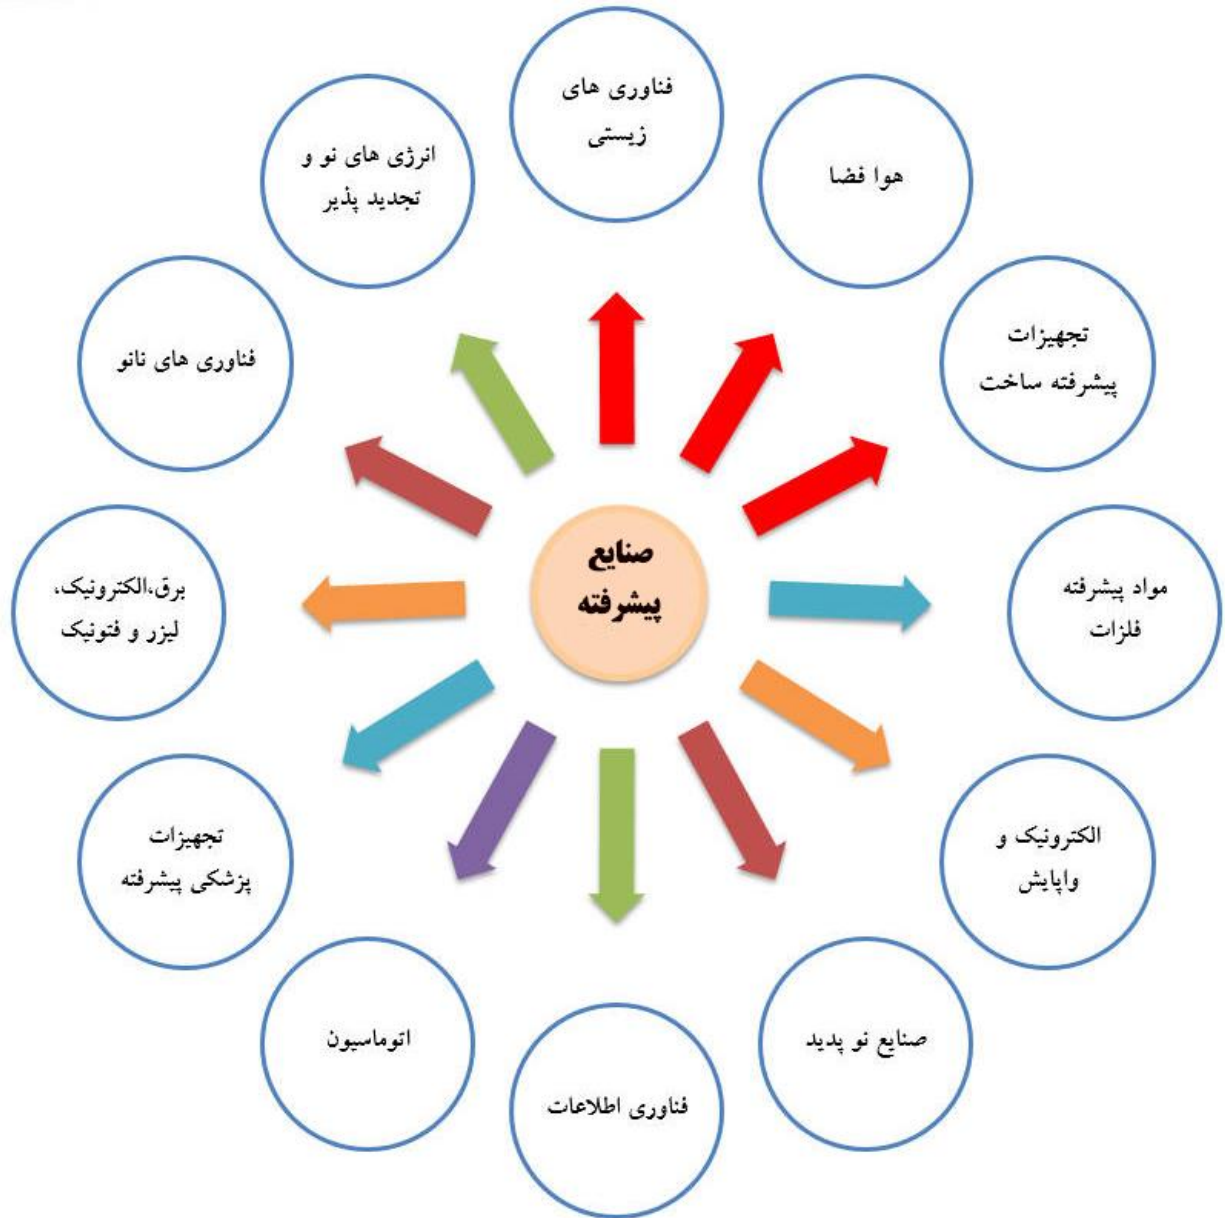 صنایع
پیشرفته
فناوری های
زیستی
هوا فضا
تجهیزات
پیشرفته ساخت
مواد پیشرفته
فلزات
الکترونیک و
واپایش
صنایع نو پدید
فناوری اطلاعات
اتوماسیون
تجهیزات
پزشکی پیشرفته
برق،الکترونیک،
لیزر و فتونیک
فناوری های نانو
انرژی های نو و
تجدید پذیر